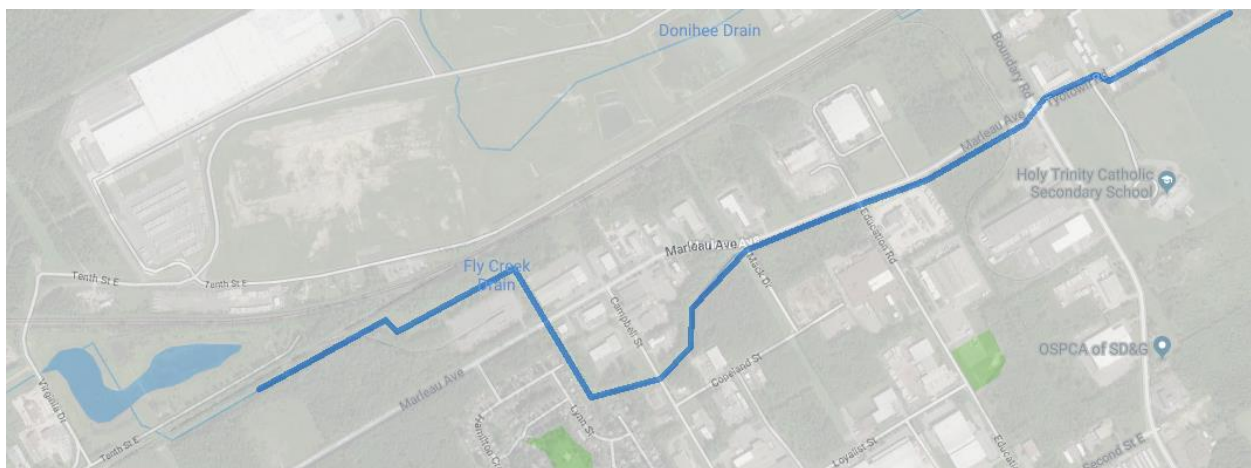 Donihee Drain
Boundary Rd
Tyotown Rd
Marleau Ave
Holy Trinity Catholic
Secondary School
Education Rd
Marleau Ave
Mack Dr
Fly Creek
Drain
Tenth St E
Tenth St E
Campbell St
OSPCA of SD&G
Copeland St
Marleau Ave
Virginia Dr
Lynn St
Tenth St E
Loyalist St
Second St E